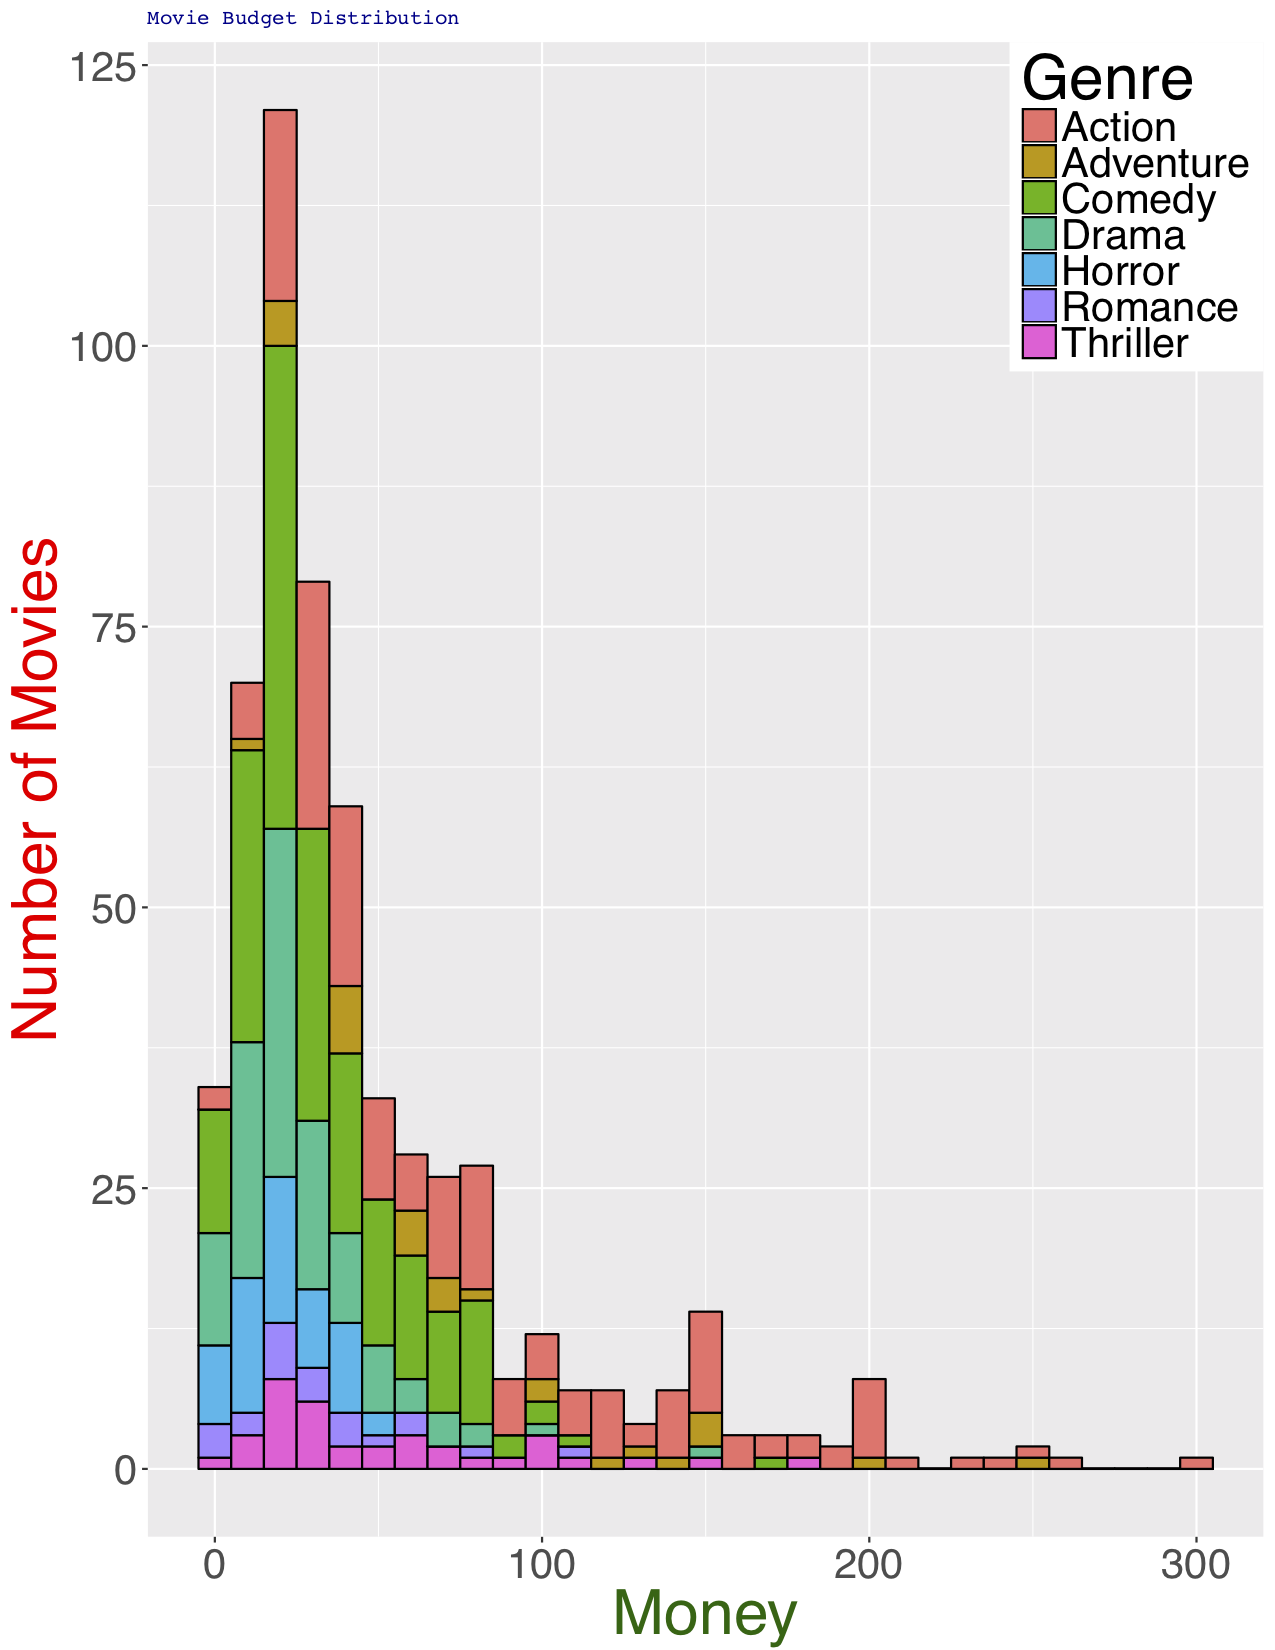 Movie Budget Distribution
Genre
Action
Adventure
Comedy
Drama
Horror
Romance
Thriller
Number of Movies
125
100
75
50
25
0
0 100 200 300
Money